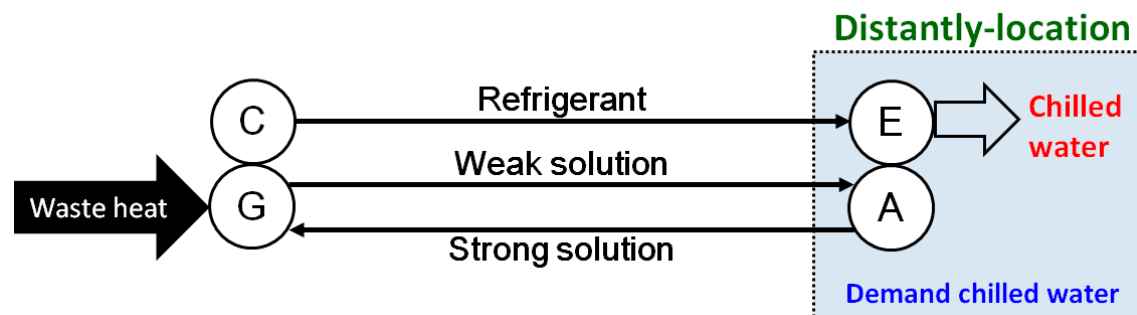 Distantly-location
C
Refrigerant
E
Chilled
water
Waste heat
G
Weak solution
A
Strong solution
Demand chilled water